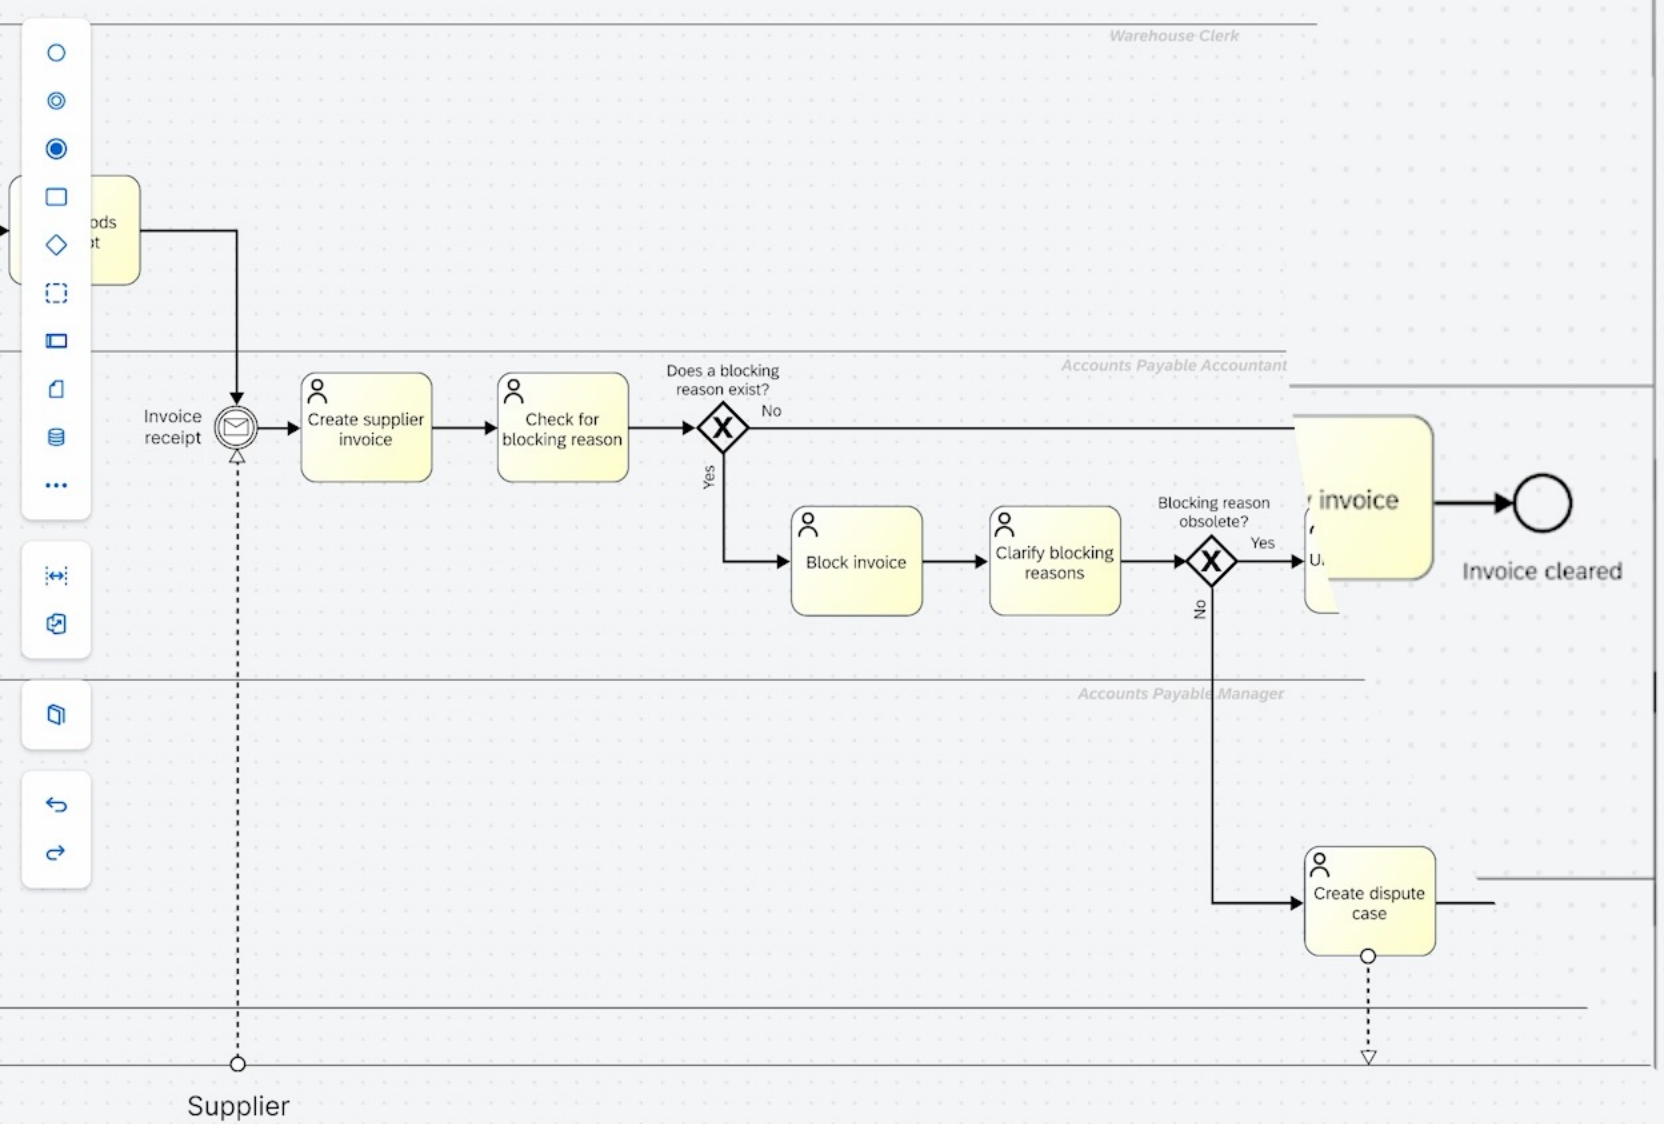 Warehouse Clerk
Accounts Payable Accountant
Does a blocking
reason exist?
No
Yes
Invoice
receipt
Create supplier
invoice
Check for
blocking reason
Block invoice
Clarify blocking
reasons
Blocking reason
obsolete?
Yes
No
invoice
Invoice cleared
Accounts Payable Manager
Create dispute
case
Supplier